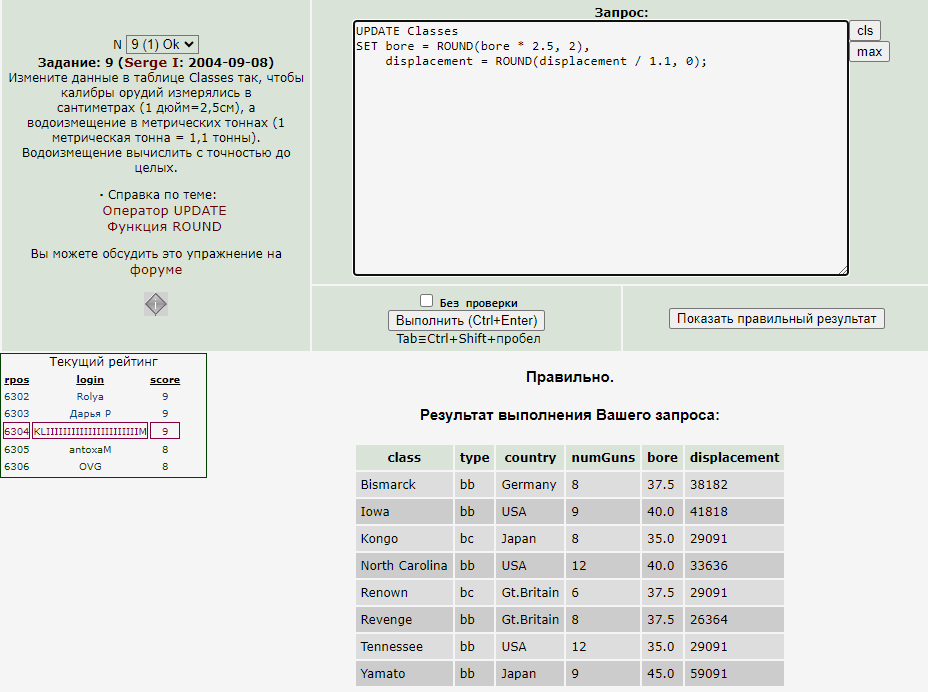 N 9 (1) Ok
Задание: 9 (Serge I: 2004-09-08)
Измените данные в таблице Classes так, чтобы
калибры орудий измерялись в
сантиметрах (1 дюйм=2,5см), а
водоизмещение в метрических тоннах (1
метрическая тонна = 1,1 тонны).
Водоизмещение вычислить с точностью до
целых.
· Справка по теме:
Оператор UPDATE
Функция ROUND
Вы можете обсудить это упражнение на
форуме
Запрос:
UPDATE Classes
SET bore = ROUND(bore * 2.5, 2),
displacement = ROUND(displacement / 1.1, 0);
cls
max
Без проверки
Выполнить (Ctrl+Enter)
Tab≡Ctrl+Shift+пробел
Показать правильный результат
Текущий рейтинг
rpos login score
6302 Rolya 9
6303 Дарья Р 9
6305 antoxaM 8
6306 OVG 8
Правильно.
Результат выполнения Вашего запроса:
class type country numGuns bore displacement
Bismarck bb Germany 8 37.5 38182
Iowa bb USA 9 40.0 41818
Kongo bc Japan 8 35.0 29091
North Carolina bb USA 12 40.0 33636
Renown bc Gt.Britain 6 37.5 29091
Revenge bb Gt.Britain 8 37.5 26364
Tennessee bb USA 12 35.0 29091
Yamato bb Japan 9 45.0 59091